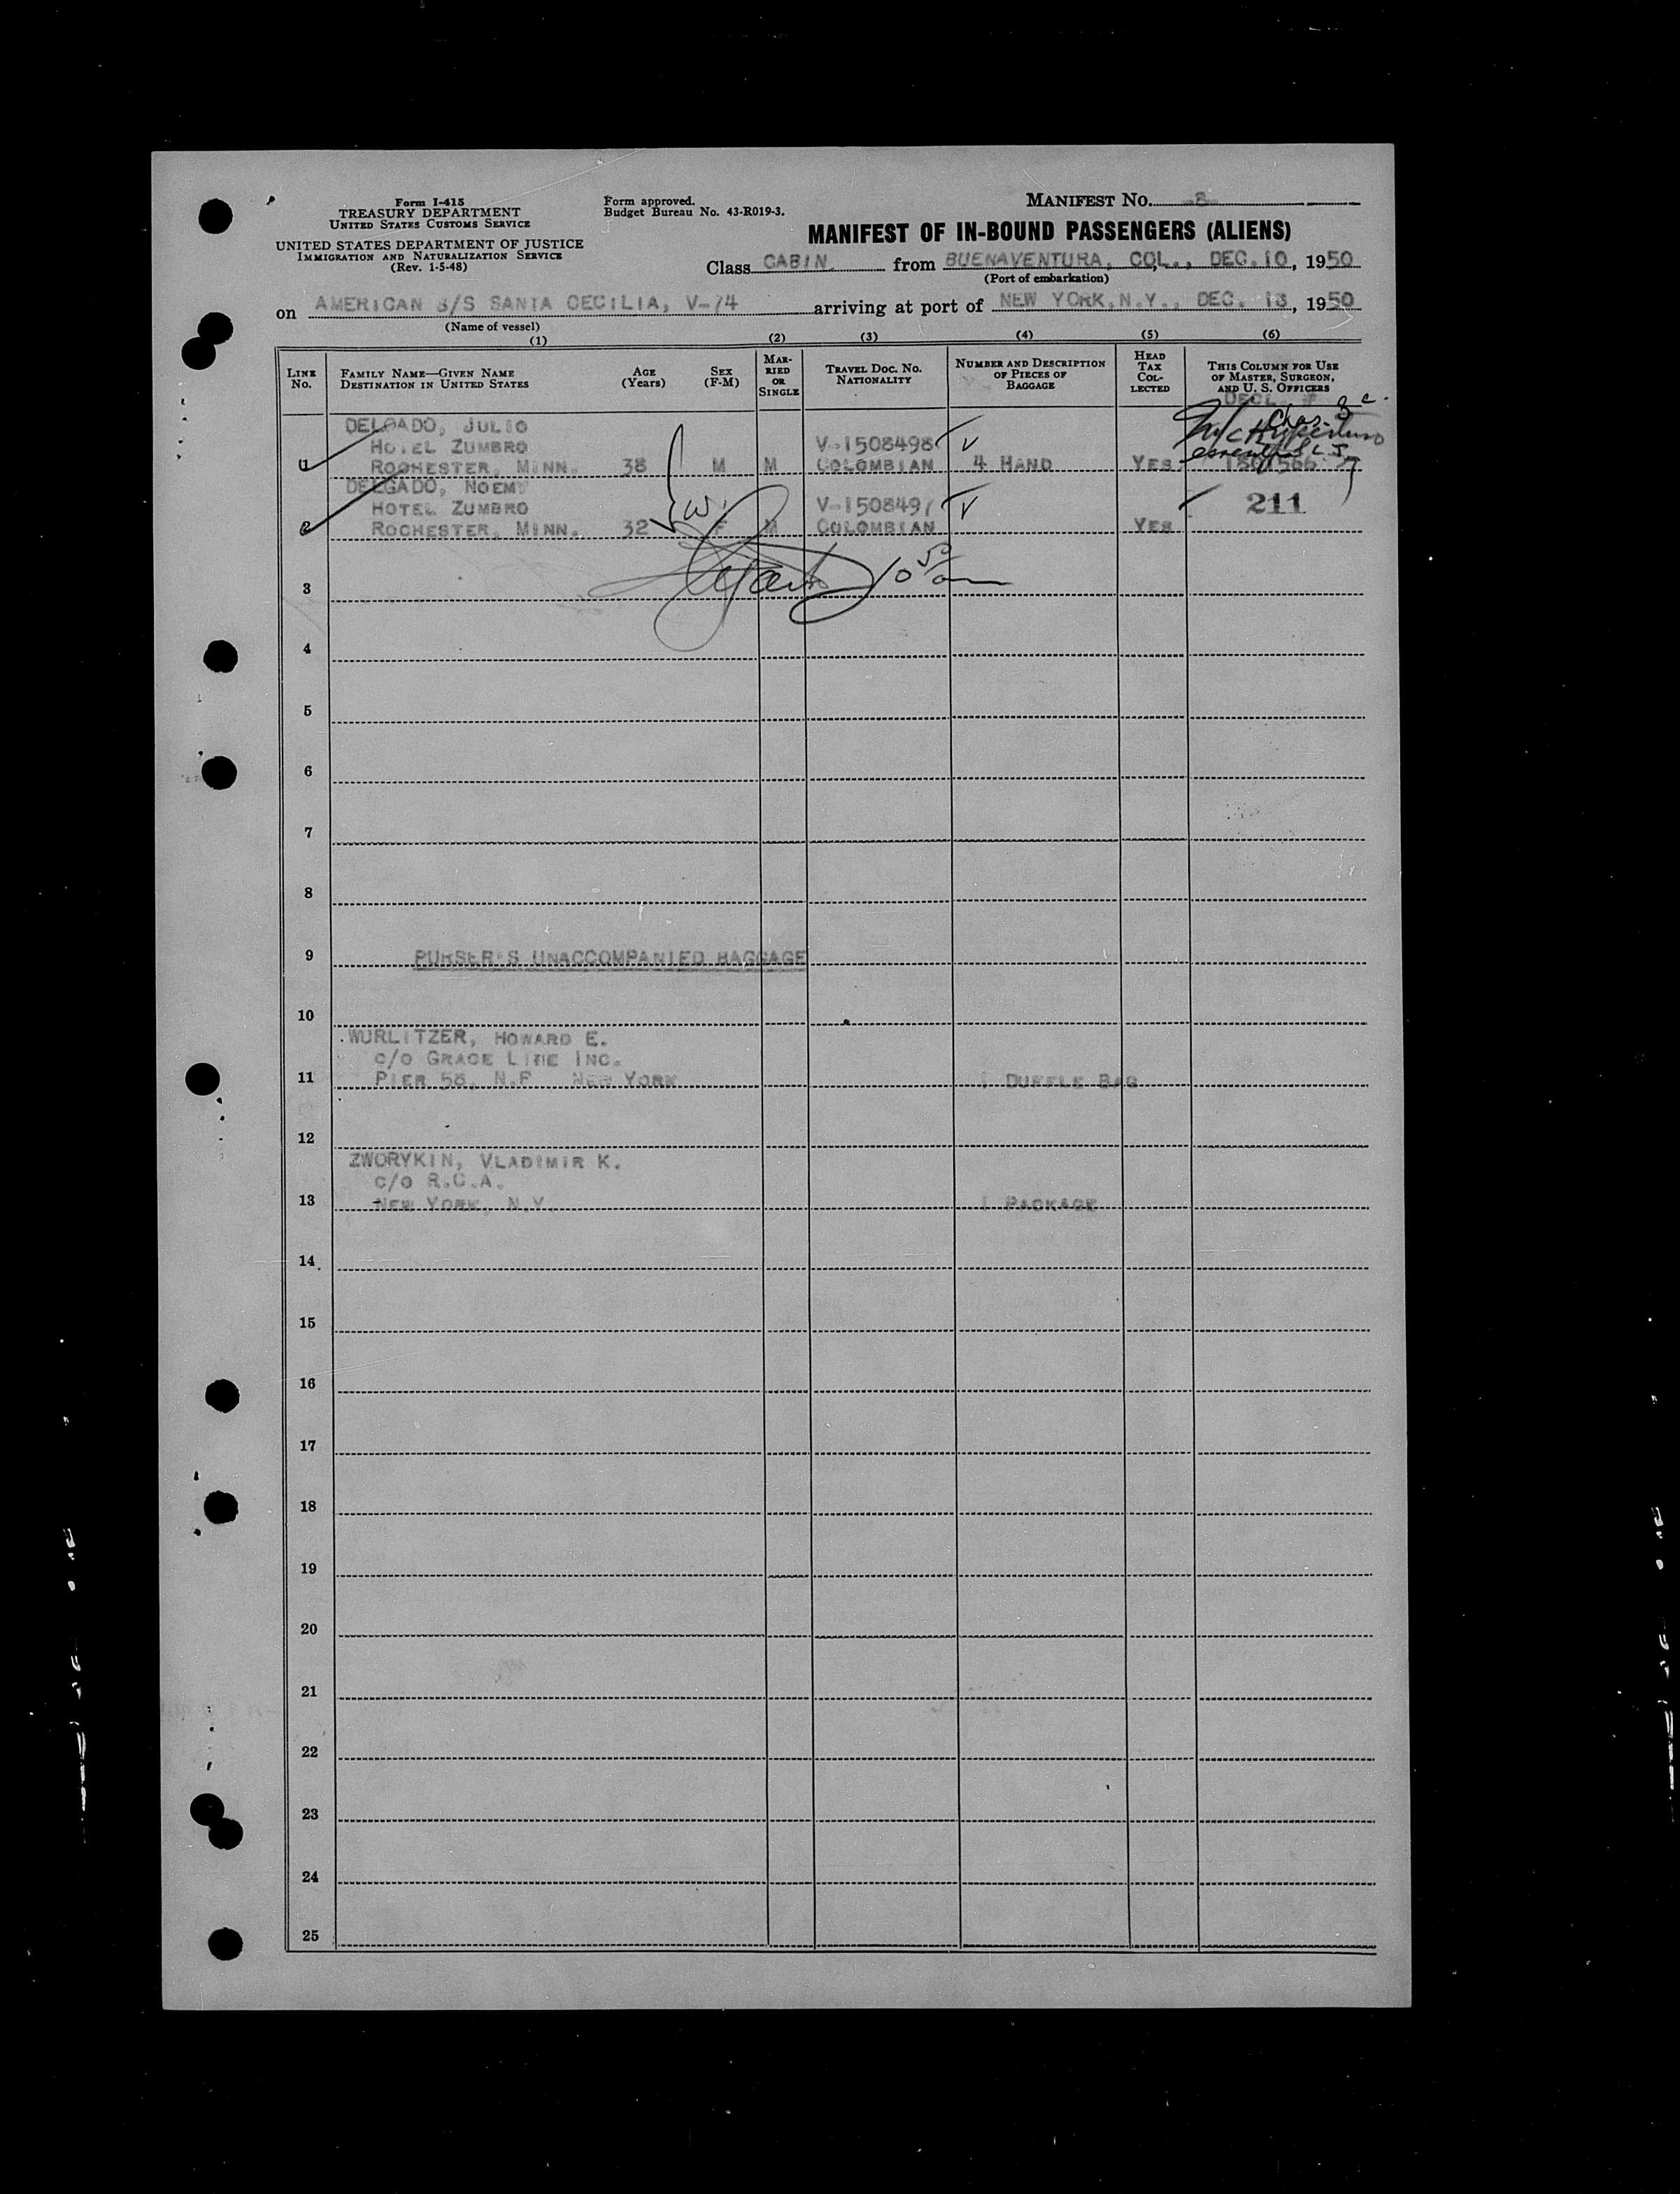 Form I-415
TREASURY DEPARTMENT
UNITED STATES CUSTOMS SERVICE
UNITED STATES DEPARTMENT OF JUSTICE
IMMIGRATION AND NATURALIZATION SERVICE
(Rev. 1-5-48)
Form approved.
Budget Bureau No. 43-R019-3.
MANIFEST No. 8
MANIFEST OF IN-BOUND PASSENGERS (ALIENS)
Class CABIN from BUENAVENTURA, COL., DEC. 10, 1950
(Port of embarkation)
on AMERICAN S/S SANTA CECILIA, V-74 arriving at port of NEW YORK, N.Y., DEC. 18, 1950
(Name of vessel)
(1) (2) (3) (4) (5) (6)
LINE No. FAMILY NAME—GIVEN NAME DESTINATION IN UNITED STATES AGE (Years) SEX (F-M) MARRIED OR SINGLE TRAVEL DOC. NO. NATIONALITY NUMBER AND DESCRIPTION OF PIECES OF BAGGAGE HEAD TAX COLLECTED THIS COLUMN FOR USE OF MASTER, SURGEON, AND U. S. OFFICERS
DECL. #
DELGADO, JULIO
HOTEL ZUMBRO V-1508498
1 ROCHESTER, MINN. 38 M M COLOMBIAN 4 HAND YES 1801566
DELGADO, NOEMY
HOTEL ZUMBRO W. V-1508497 211
2 ROCHESTER, MINN. 32 F M COLOMBIAN YES
10 50 am
3
4
5
6
7
8
9 PURSER'S UNACCOMPANIED BAGGAGE
10
WURLITZER, HOWARD E.
C/O GRACE LINE INC.
11 PIER 58, N.R. NEW YORK 1 DUFFLE BAG
12
ZWORYKIN, VLADIMIR K.
C/O R.C.A.
13 NEW YORK, N.Y. 1 PACKAGE
14
15
16
17
18
19
20
21
22
23
24
25